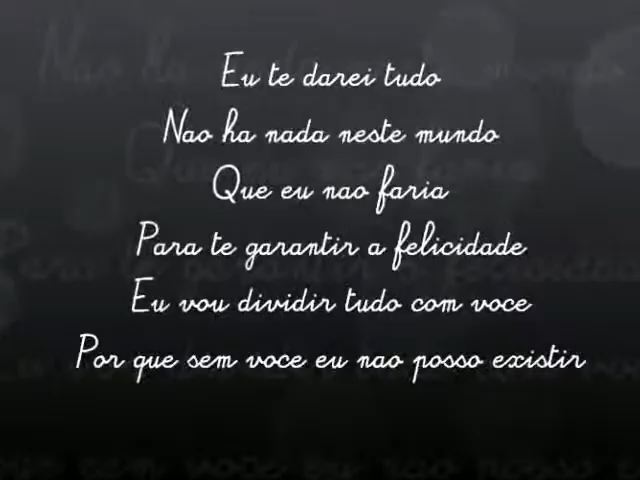 Eu te darei tudo
Nao ha nada neste mundo
Que eu nao faria
Para te garantir a felicidade
Eu vou dividir tudo com voce
Por que sem voce eu nao posso existir